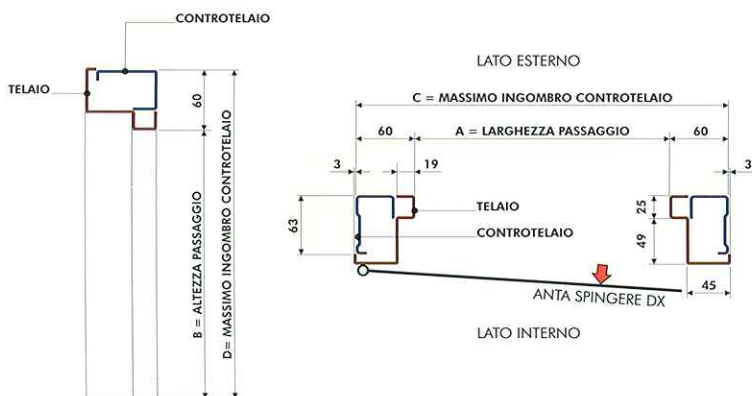 CONTROTELAIO
TELAIO
60
B = ALTEZZA PASSAGGIO
D= MASSIMO INGOMBRO CONTROTELAIO
LATO ESTERNO
C = MASSIMO INGOMBRO CONTROTELAIO
60
A = LARGHEZZA PASSAGGIO
60
3
19
3
63
TELAIO
CONTROTELAIO
25
49
ANTA SPINGERE DX
45
LATO INTERNO